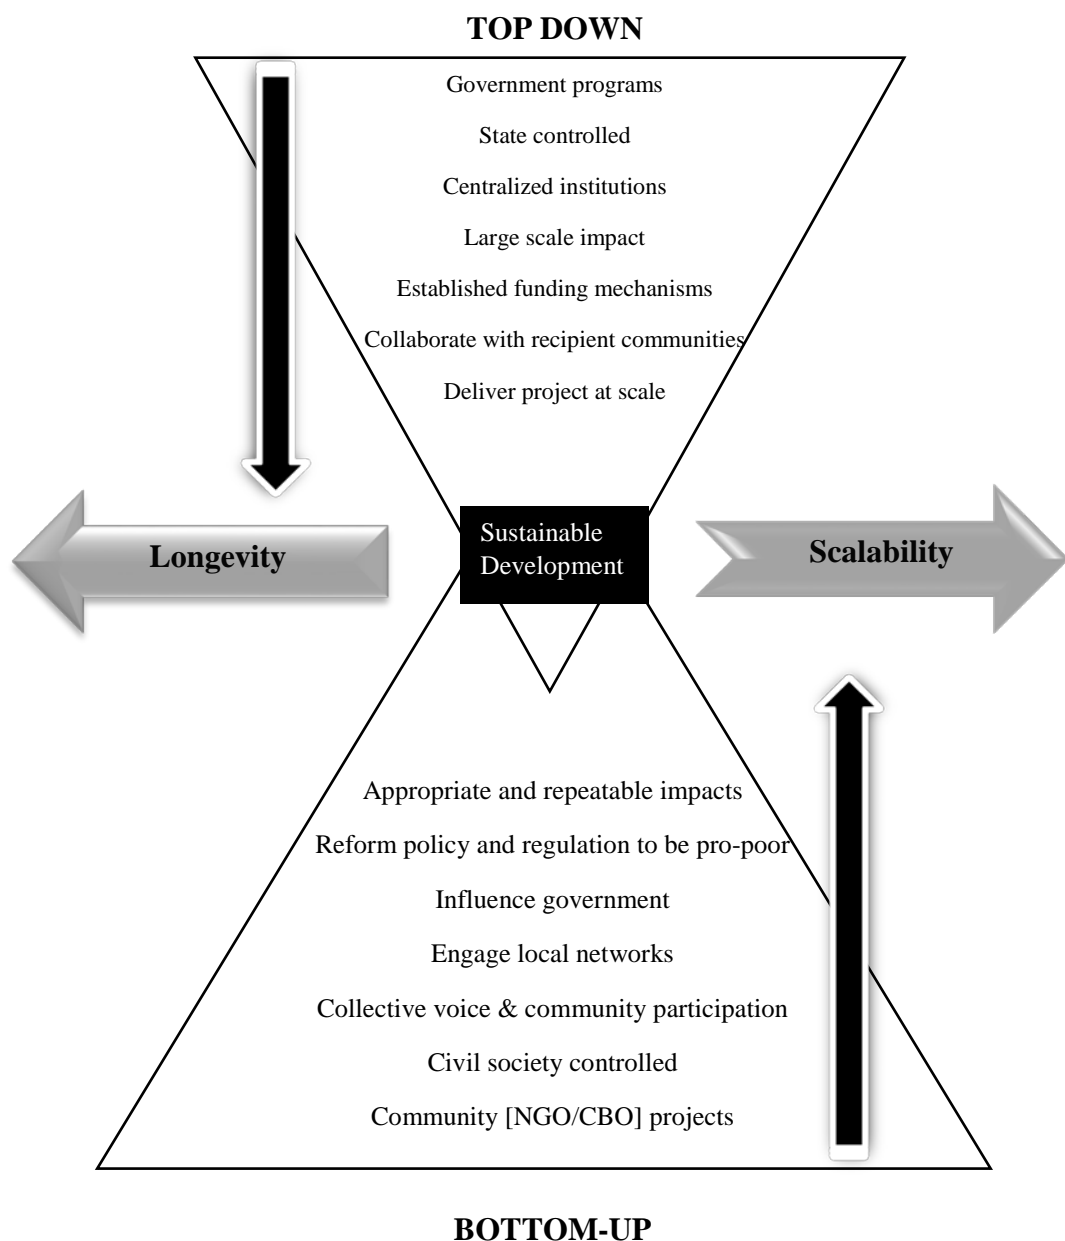 TOP DOWN
Government programs
State controlled
Centralized institutions
Large scale impact
Established funding mechanisms
Collaborate with recipient communities
Deliver project at scale
Longevity
Sustainable
Development
Scalability
Appropriate and repeatable impacts
Reform policy and regulation to be pro-poor
Influence government
Engage local networks
Collective voice & community participation
Civil society controlled
Community [NGO/CBO] projects
BOTTOM-UP